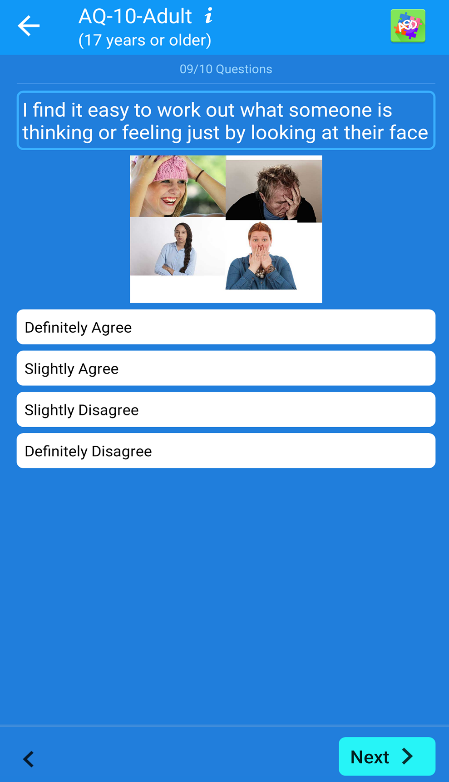 AQ-10-Adult i
(17 years or older)
09/10 Questions
I find it easy to work out what someone is
thinking or feeling just by looking at their face
Definitely Agree
Slightly Agree
Slightly Disagree
Definitely Disagree
Next